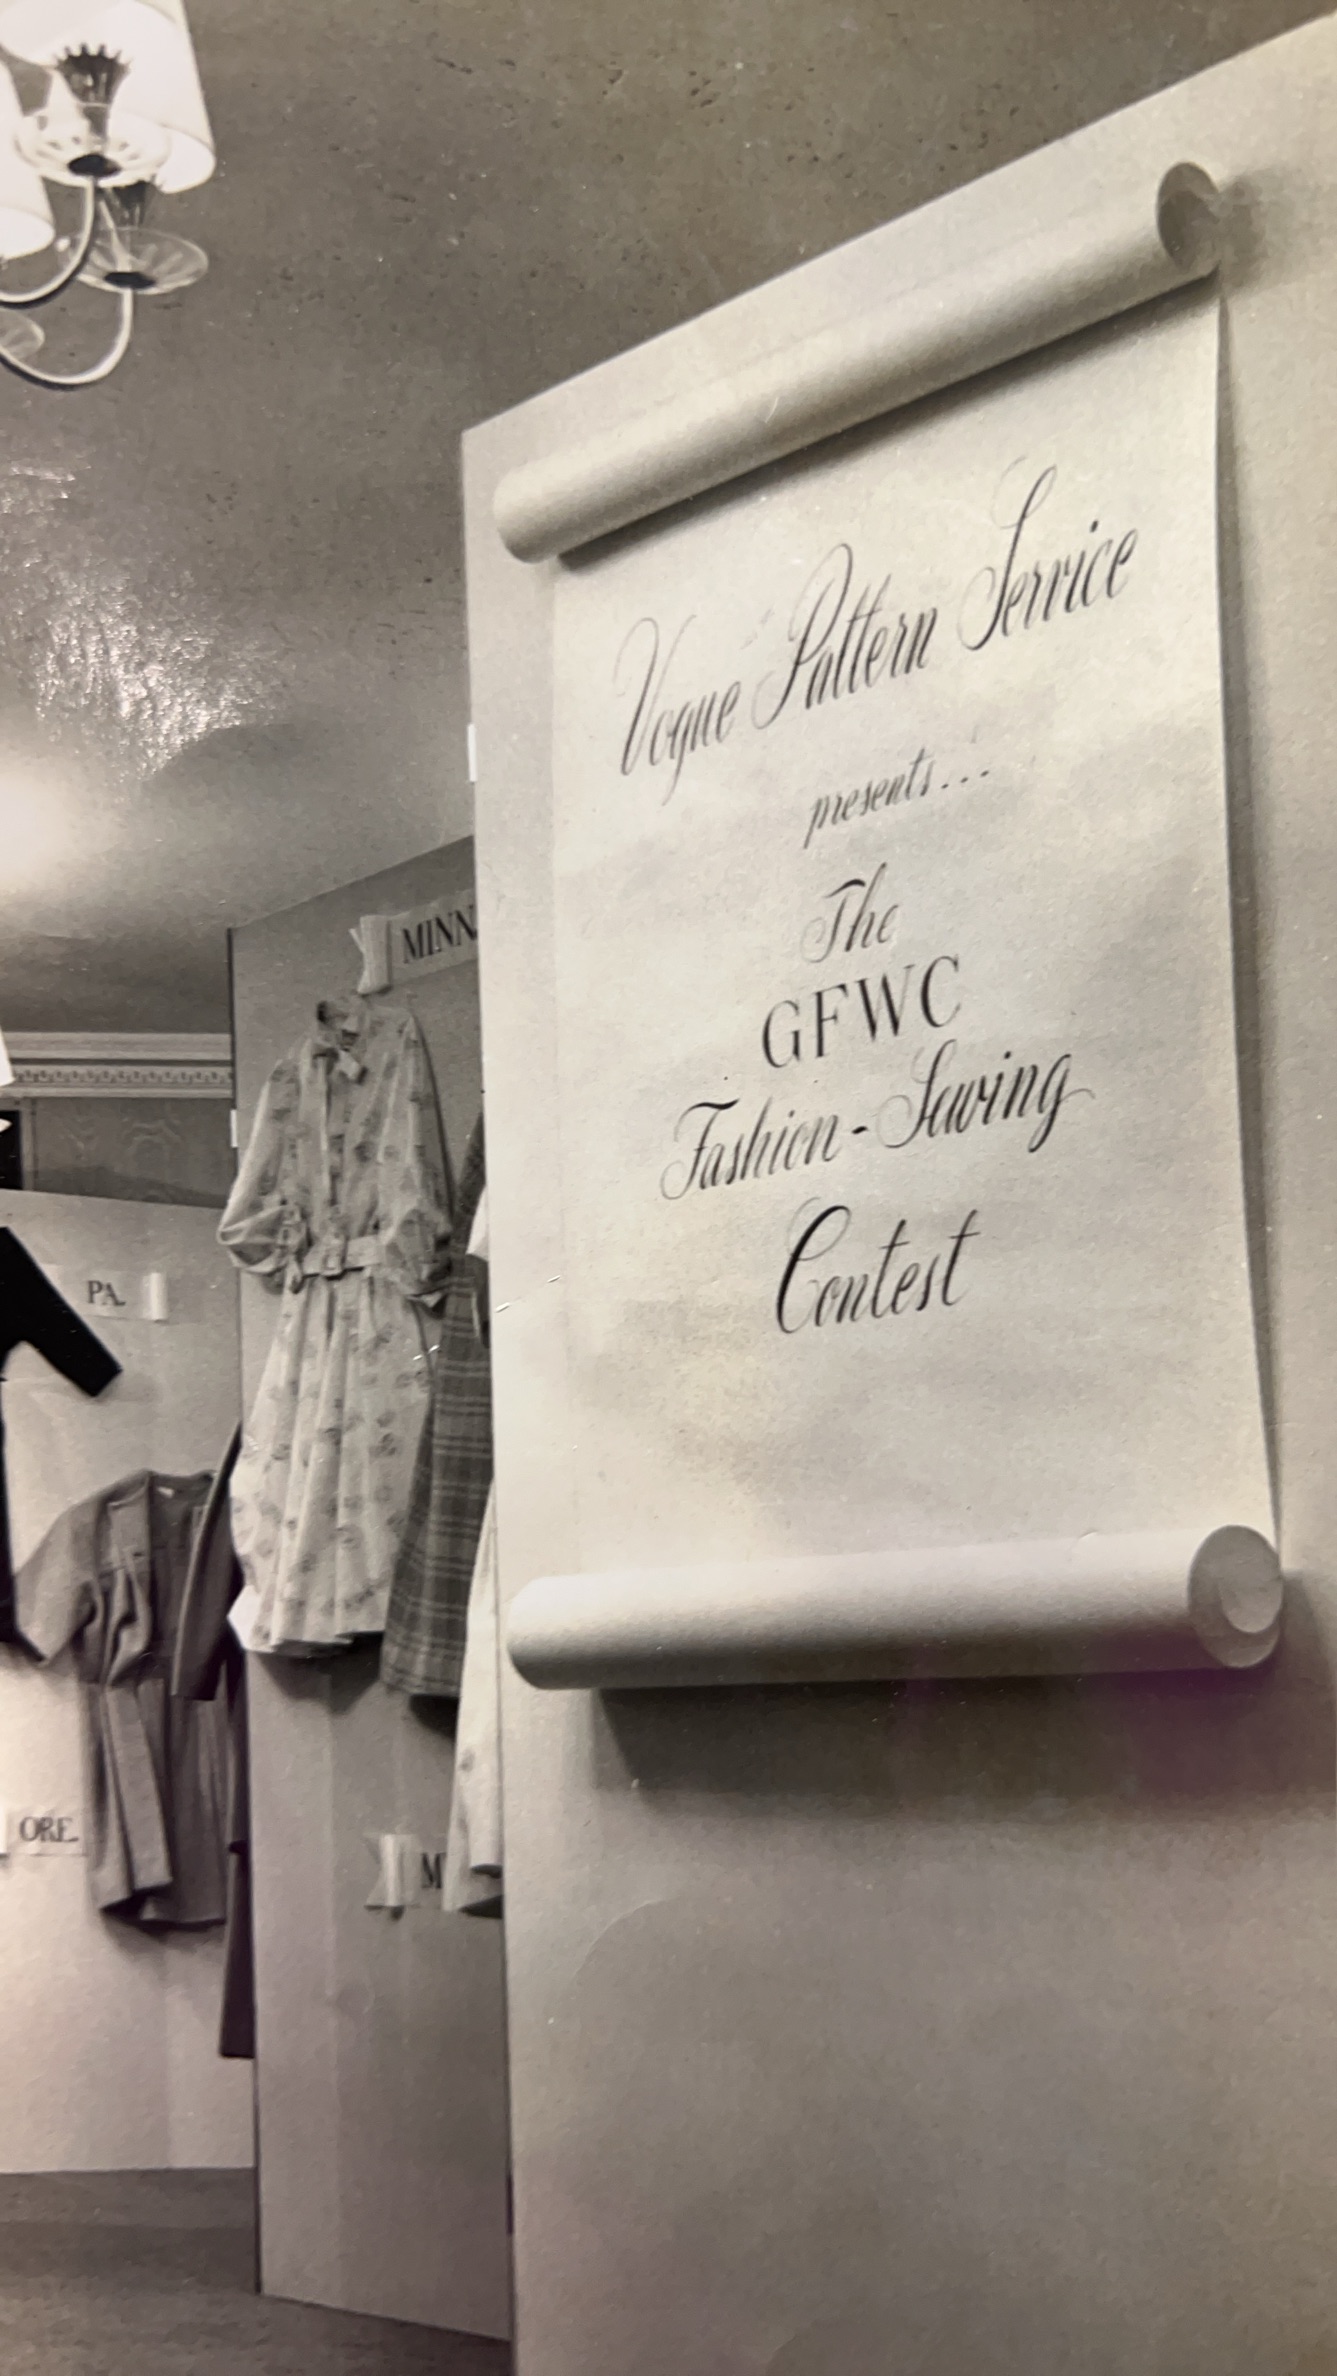 Vogue Pattern Service
presents...
The
GFWC
Fashion-Sewing
Contest
MINN
PA.
ORE.